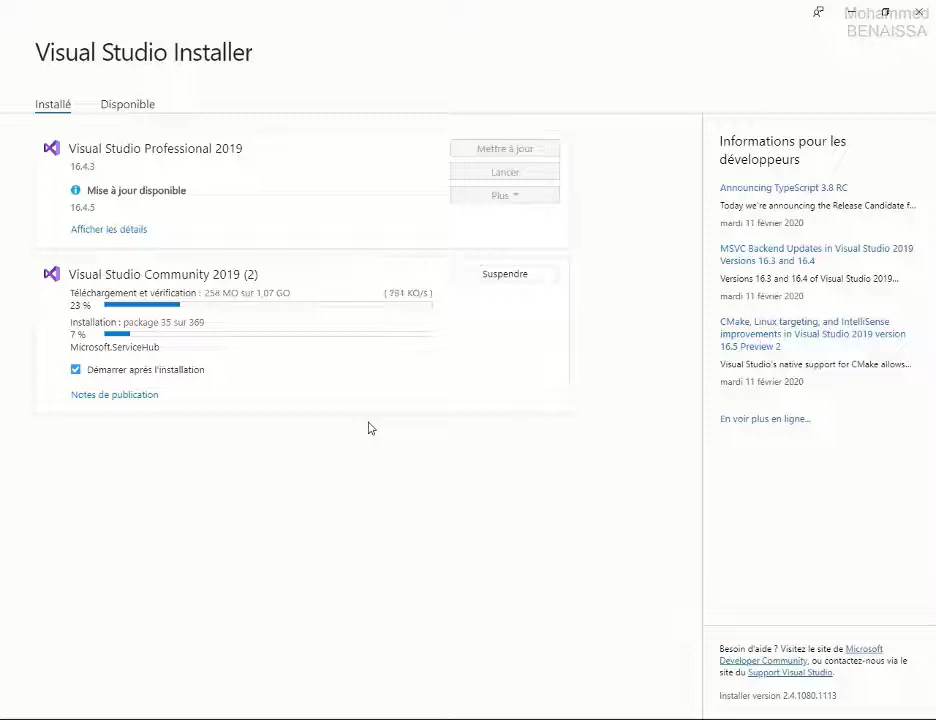 Mohammed
BENAISSA
Visual Studio Installer
Installé
Disponible
Visual Studio Professional 2019
16.4.3
Mise à jour disponible
16.4.5
Afficher les détails
Mettre à jour
Lancer
Plus
Visual Studio Community 2019 (2)
Téléchargement et vérification : 258 MO sur 1,07 GO
(791 KO/s)
23 %
Installation : package 35 sur 369
7 %
Microsoft.ServiceHub
Démarrer après l'installation
Notes de publication
Suspendre
Informations pour les
développeurs
Announcing TypeScript 3.8 RC
Today we're announcing the Release Candidate f...
mardi 11 février 2020
MSVC Backend Updates in Visual Studio 2019
Versions 16.3 and 16.4
Versions 16.3 and 16.4 of Visual Studio 2019...
mardi 11 février 2020
CMake, Linux targeting, and IntelliSense
improvements in Visual Studio 2019 version
16.5 Preview 2
Visual Studio's native support for CMake allows...
mardi 11 février 2020
En voir plus en ligne...
Besoin d'aide ? Visitez le site de Microsoft
Developer Community, ou contactez-nous via le
site du Support Visual Studio.
Installer version 2.4.1080.1113